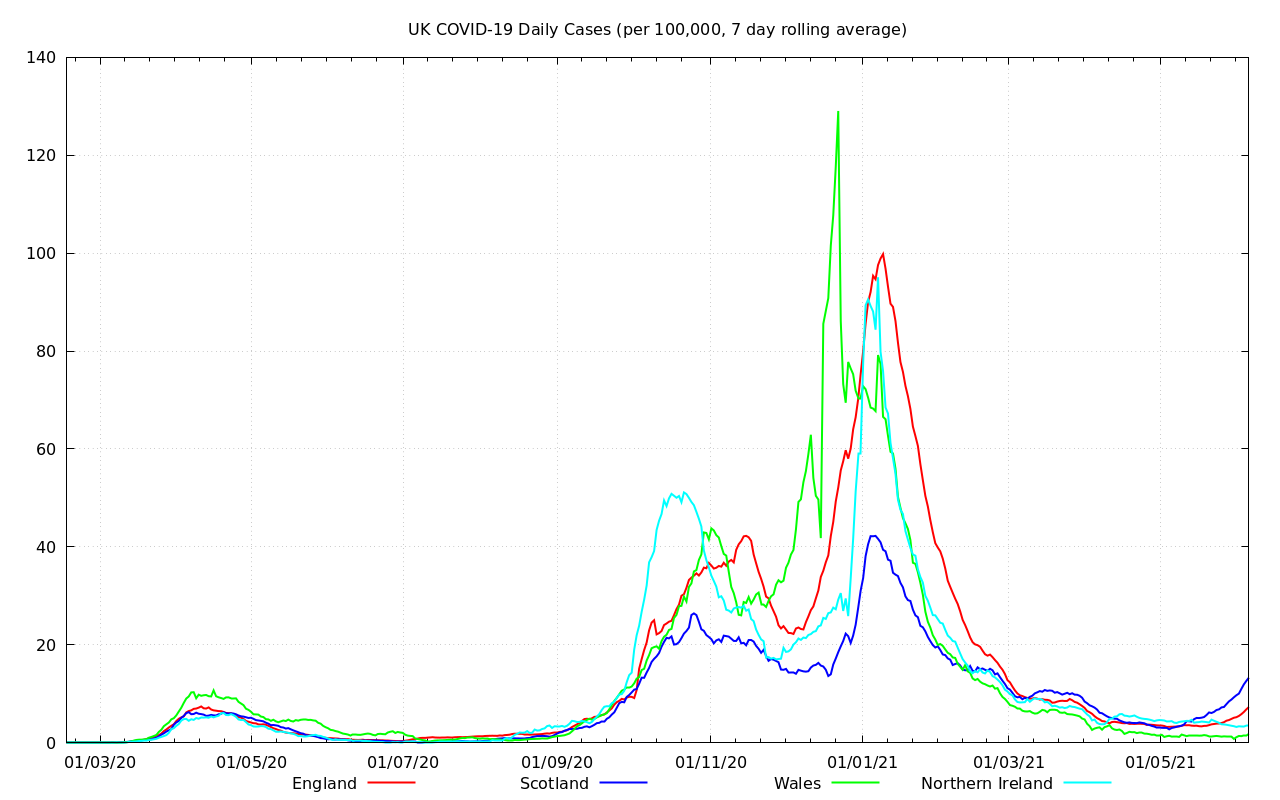 UK COVID-19 Daily Cases (per 100,000, 7 day rolling average)
140
120
100
80
60
40
20
0
01/03/20 01/05/20 01/07/20 01/09/20 01/11/20 01/01/21 01/03/21 01/05/21
England Scotland Wales Northern Ireland